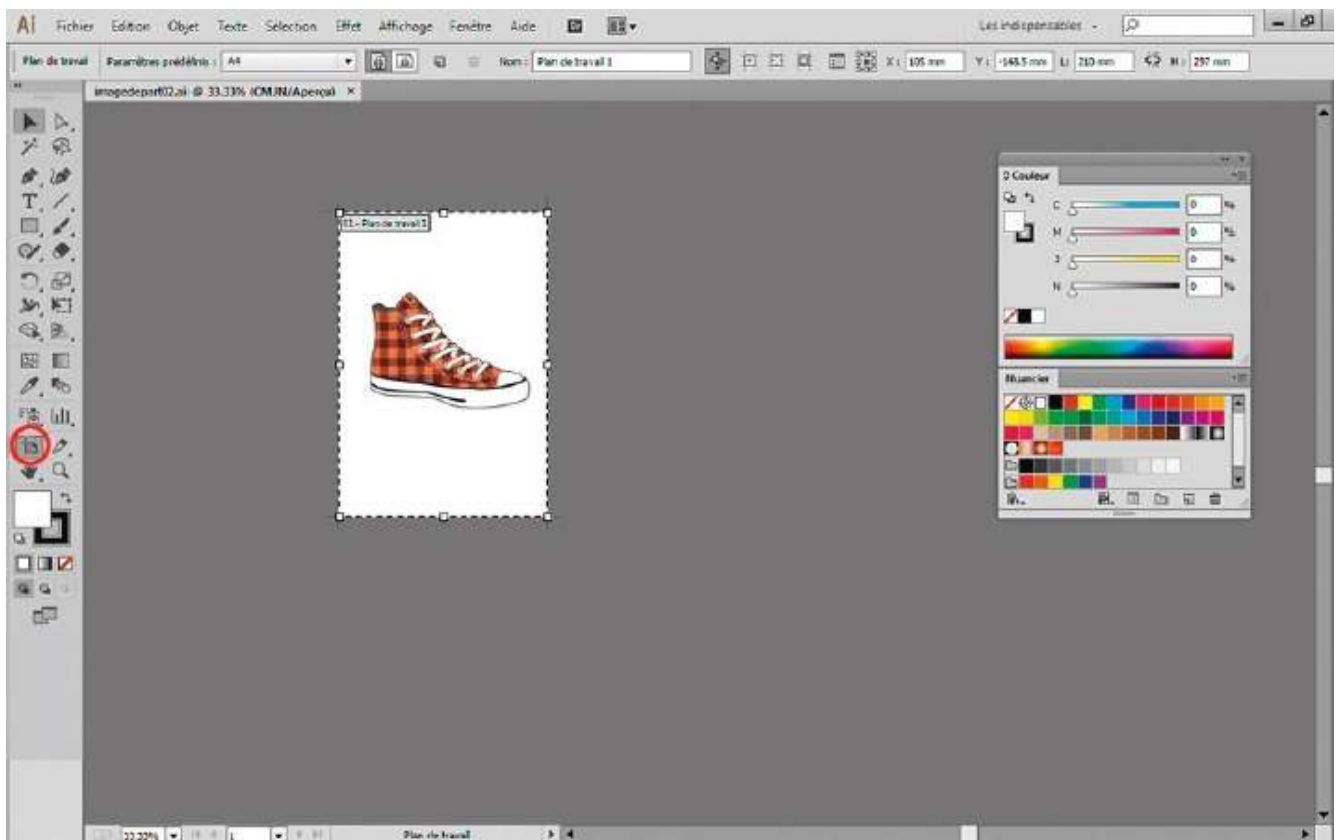 Ai Fichier Edition Objet Texte Sélection Effet Affichage Fenêtre Aide Br Les indispensables
Plan de travail Paramètres prédéfinis : A4 Nom : Plan de travail 1 X : 105 mm Y : -148.5 mm L: 210 mm H : 297 mm
imagedepart02.ai @ 33.33% (CMJN/Aperçu) ×
01 - Plan de travail 1
Couleur
C 0 %
M 0 %
J 0 %
N 0 %
Nuancier
33.33% 1 Plan de travail